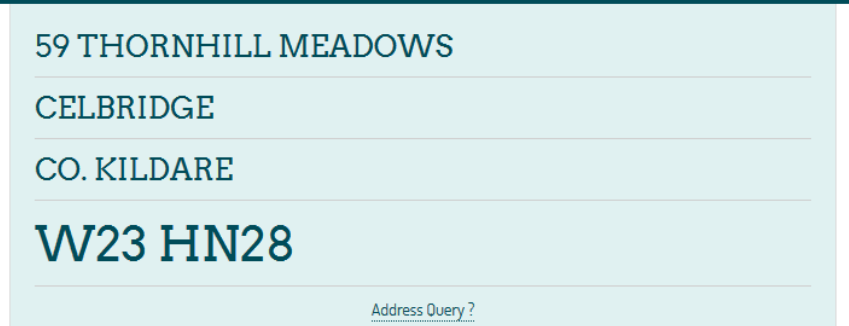 59 THORNHILL MEADOWS
CELBRIDGE
CO. KILDARE
W23 HN28
Address Query ?